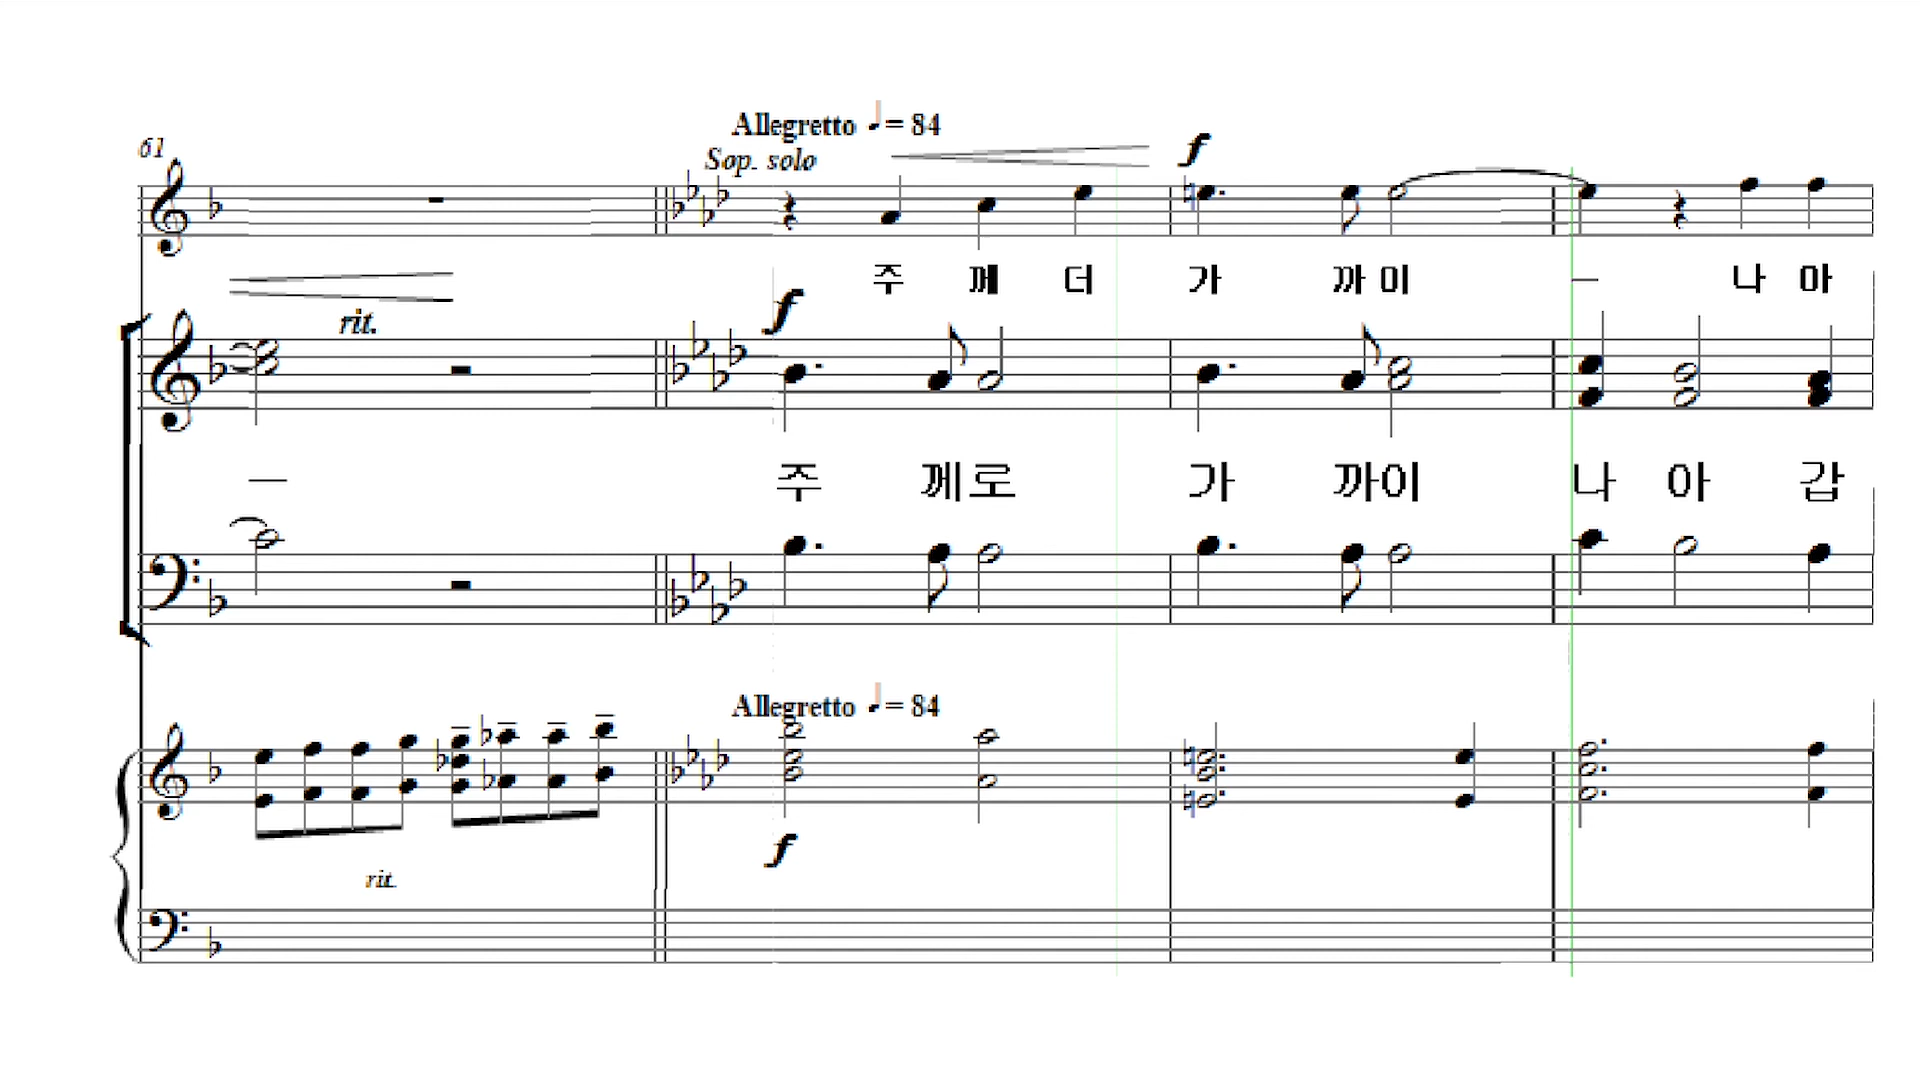 Allegretto ♩= 84
61
Sop. solo
f
주 께 더 가 까 이 – 나 아
rit.
f
– 주 께 로 가 까 이 나 아 갑
Allegretto ♩= 84
f
rit.